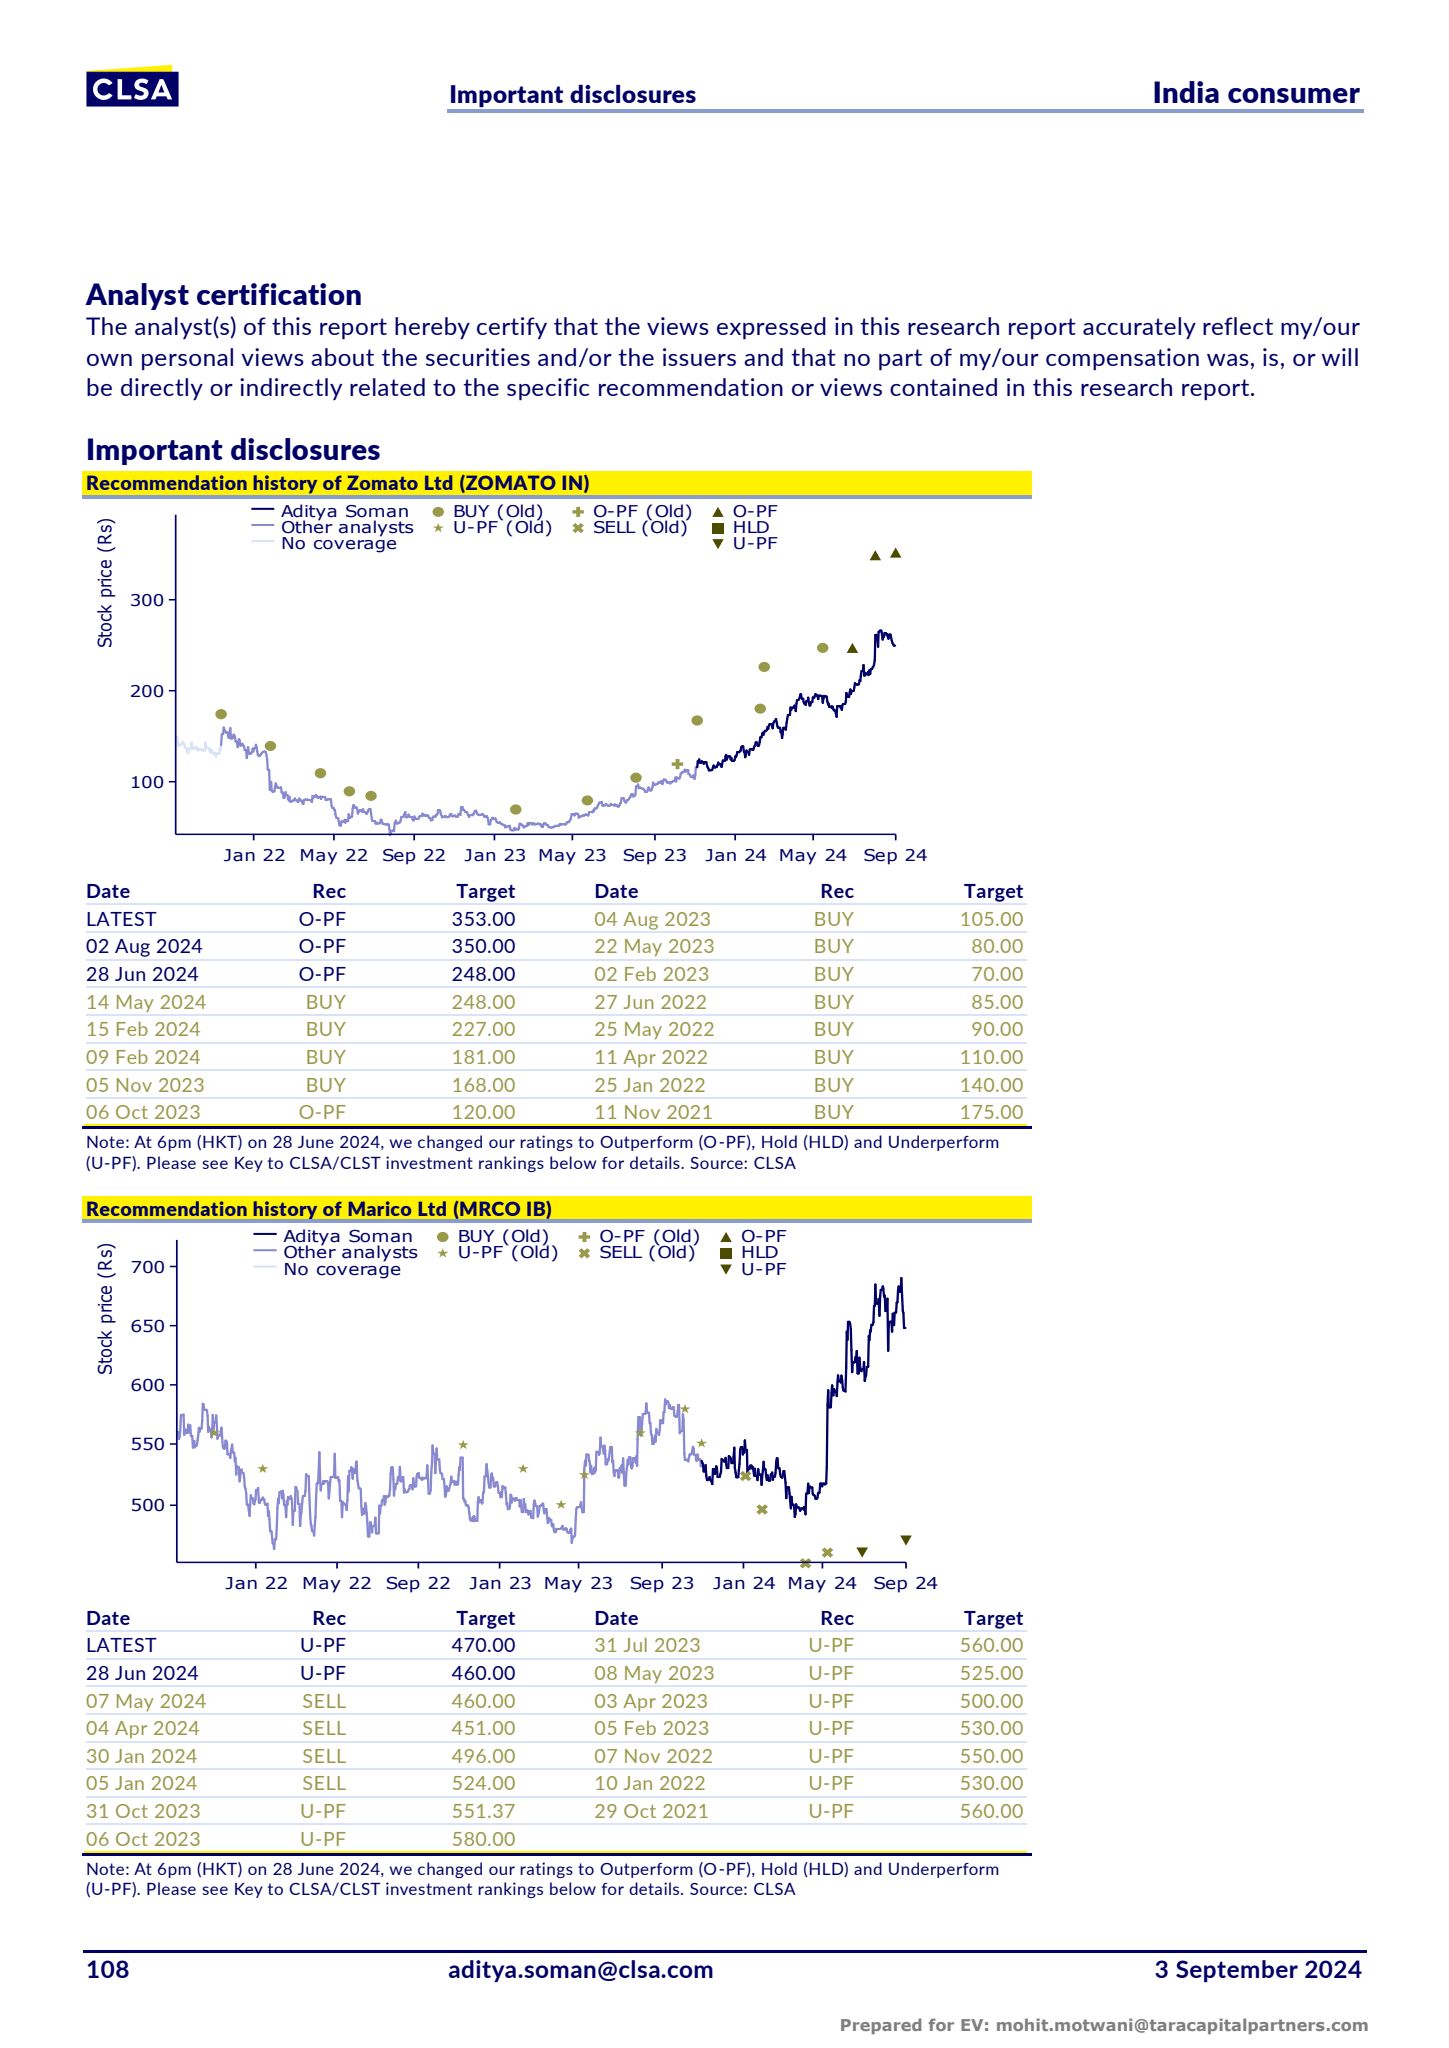 CLSA
Important disclosures
India consumer
Analyst certification
The analyst(s) of this report hereby certify that the views expressed in this research report accurately reflect my/our
own personal views about the securities and/or the issuers and that no part of my/our compensation was, is, or will
be directly or indirectly related to the specific recommendation or views contained in this research report.
Important disclosures
Recommendation history of Zomato Ltd (ZOMATO IN)
Aditya Soman BUY (Old) O-PF (Old) O-PF
Other analysts U-PF (Old) SELL (Old) HLD
No coverage U-PF
Stock price (Rs)
300
200
100
Jan 22 May 22 Sep 22 Jan 23 May 23 Sep 23 Jan 24 May 24 Sep 24
Date Rec Target Date Rec Target
LATEST O-PF 353.00 04 Aug 2023 BUY 105.00
02 Aug 2024 O-PF 350.00 22 May 2023 BUY 80.00
28 Jun 2024 O-PF 248.00 02 Feb 2023 BUY 70.00
14 May 2024 BUY 248.00 27 Jun 2022 BUY 85.00
15 Feb 2024 BUY 227.00 25 May 2022 BUY 90.00
09 Feb 2024 BUY 181.00 11 Apr 2022 BUY 110.00
05 Nov 2023 BUY 168.00 25 Jan 2022 BUY 140.00
06 Oct 2023 O-PF 120.00 11 Nov 2021 BUY 175.00
Note: At 6pm (HKT) on 28 June 2024, we changed our ratings to Outperform (O-PF), Hold (HLD) and Underperform
(U-PF). Please see Key to CLSA/CLST investment rankings below for details. Source: CLSA
Recommendation history of Marico Ltd (MRCO IB)
Aditya Soman BUY (Old) O-PF (Old) O-PF
Other analysts U-PF (Old) SELL (Old) HLD
No coverage U-PF
Stock price (Rs)
700
650
600
550
500
Jan 22 May 22 Sep 22 Jan 23 May 23 Sep 23 Jan 24 May 24 Sep 24
Date Rec Target Date Rec Target
LATEST U-PF 470.00 31 Jul 2023 U-PF 560.00
28 Jun 2024 U-PF 460.00 08 May 2023 U-PF 525.00
07 May 2024 SELL 460.00 03 Apr 2023 U-PF 500.00
04 Apr 2024 SELL 451.00 05 Feb 2023 U-PF 530.00
30 Jan 2024 SELL 496.00 07 Nov 2022 U-PF 550.00
05 Jan 2024 SELL 524.00 10 Jan 2022 U-PF 530.00
31 Oct 2023 U-PF 551.37 29 Oct 2021 U-PF 560.00
06 Oct 2023 U-PF 580.00
Note: At 6pm (HKT) on 28 June 2024, we changed our ratings to Outperform (O-PF), Hold (HLD) and Underperform
(U-PF). Please see Key to CLSA/CLST investment rankings below for details. Source: CLSA
108 aditya.soman@clsa.com 3 September 2024
Prepared for EV: mohit.motwani@taracapitalpartners.com